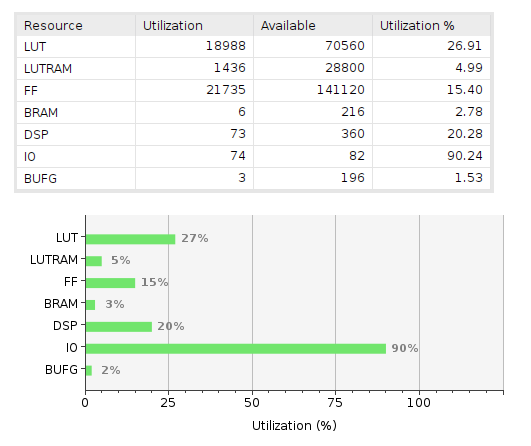 Resource Utilization Available Utilization %
LUT 18988 70560 26.91
LUTRAM 1436 28800 4.99
FF 21735 141120 15.40
BRAM 6 216 2.78
DSP 73 360 20.28
IO 74 82 90.24
BUFG 3 196 1.53
LUT 27%
LUTRAM 5%
FF 15%
BRAM 3%
DSP 20%
IO 90%
BUFG 2%
0 25 50 75 100
Utilization (%)